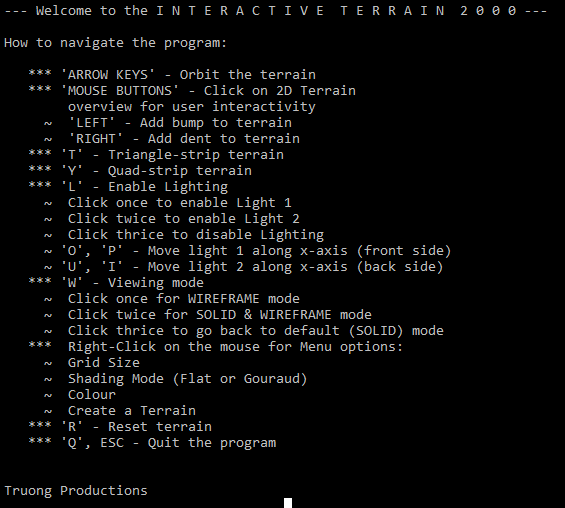 --- Welcome to the I N T E R A C T I V E  T E R R A I N  2 0 0 0 ---
How to navigate the program:
*** 'ARROW KEYS' - Orbit the terrain
*** 'MOUSE BUTTONS' - Click on 2D Terrain
overview for user interactivity
~ 'LEFT' - Add bump to terrain
~ 'RIGHT' - Add dent to terrain
*** 'T' - Triangle-strip terrain
*** 'Y' - Quad-strip terrain
*** 'L' - Enable Lighting
~ Click once to enable Light 1
~ Click twice to enable Light 2
~ Click thrice to disable Lighting
~ 'O', 'P' - Move light 1 along x-axis (front side)
~ 'U', 'I' - Move light 2 along x-axis (back side)
*** 'W' - Viewing mode
~ Click once for WIREFRAME mode
~ Click twice for SOLID & WIREFRAME mode
~ Click thrice to go back to default (SOLID) mode
*** Right-Click on the mouse for Menu options:
~ Grid Size
~ Shading Mode (Flat or Gouraud)
~ Colour
~ Create a Terrain
*** 'R' - Reset terrain
*** 'Q', ESC - Quit the program
Truong Productions